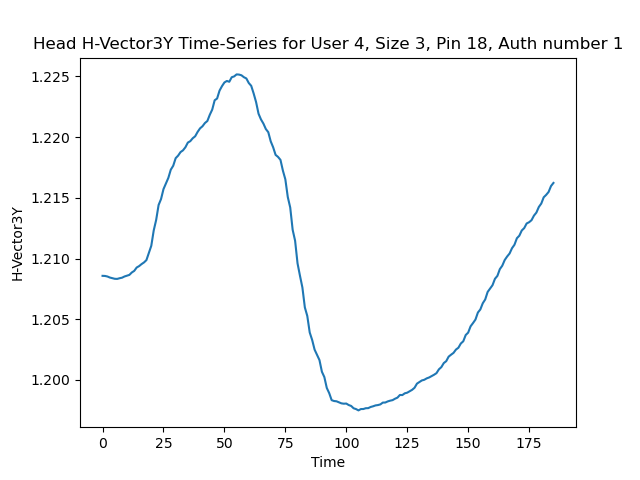 Head H-Vector3Y Time-Series for User 4, Size 3, Pin 18, Auth number 1
1.225
1.220
1.215
1.210
1.205
1.200
H-Vector3Y
0 25 50 75 100 125 150 175
Time